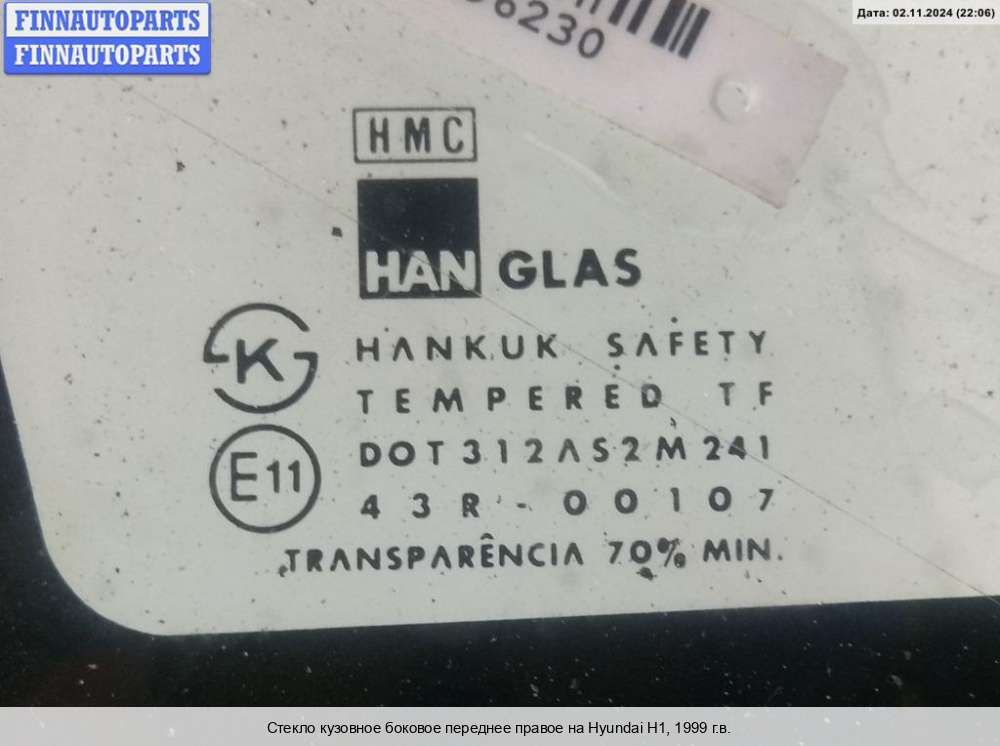 FINNAUTOPARTS
FINNAUTOPARTS
Дата: 02.11.2024 (22:06)
6230
HMC
HAN GLAS
K
HANKUK SAFETY
TEMPERED TF
E11
DOT312AS2M241
43R-00107
TRANSPARÊNCIA 70% MIN.
Стекло кузовное боковое переднее правое на Hyundai H1, 1999 г.в.